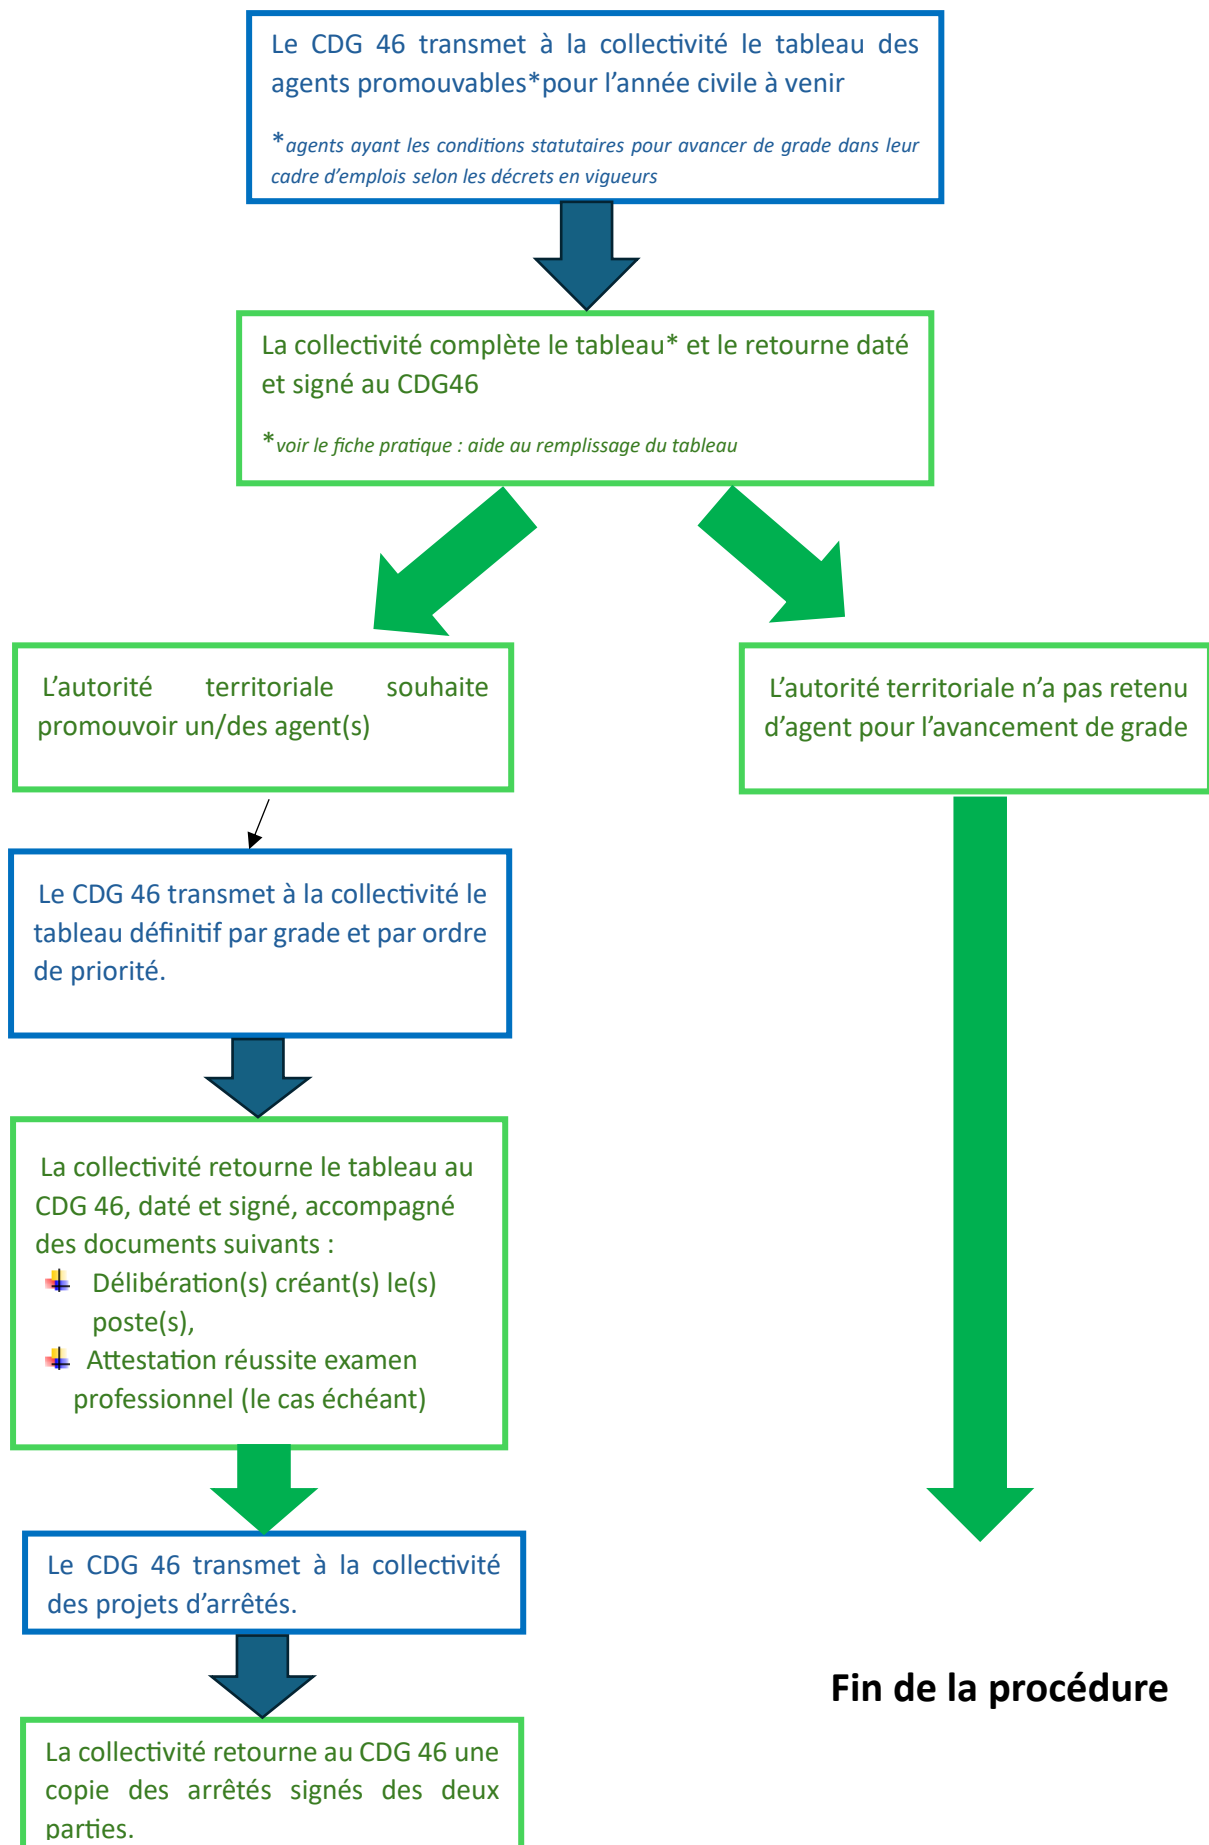 Le CDG 46 transmet à la collectivité le tableau des
agents promouvables*pour l’année civile à venir
*agents ayant les conditions statutaires pour avancer de grade dans leur
cadre d’emplois selon les décrets en vigueurs
La collectivité complète le tableau* et le retourne daté
et signé au CDG46
*voir le fiche pratique : aide au remplissage du tableau
L’autorité territoriale souhaite
promouvoir un/des agent(s)
L’autorité territoriale n’a pas retenu
d’agent pour l’avancement de grade
Le CDG 46 transmet à la collectivité le
tableau définitif par grade et par ordre
de priorité.
La collectivité retourne le tableau au
CDG 46, daté et signé, accompagné
des documents suivants :
Délibération(s) créant(s) le(s)
poste(s),
Attestation réussite examen
professionnel (le cas échéant)
Le CDG 46 transmet à la collectivité
des projets d’arrêtés.
Fin de la procédure
La collectivité retourne au CDG 46 une
copie des arrêtés signés des deux
parties.